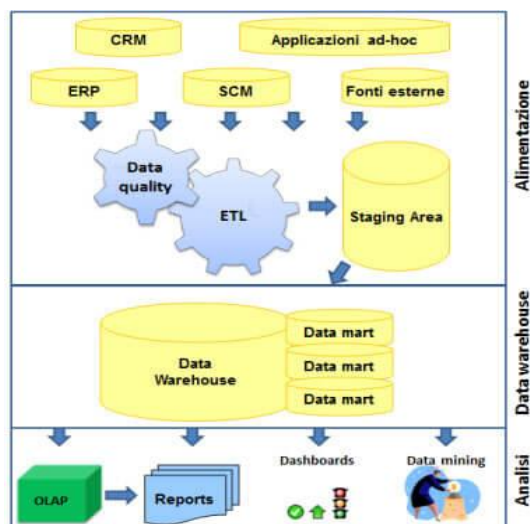 CRM
Applicazioni ad-hoc
ERP
SCM
Fonti esterne
Data
quality
ETL
Staging Area
Alimentazione
Data
Warehouse
Data mart
Data mart
Data mart
Data warehouse
OLAP
Reports
Dashboards
Data mining
Analisi